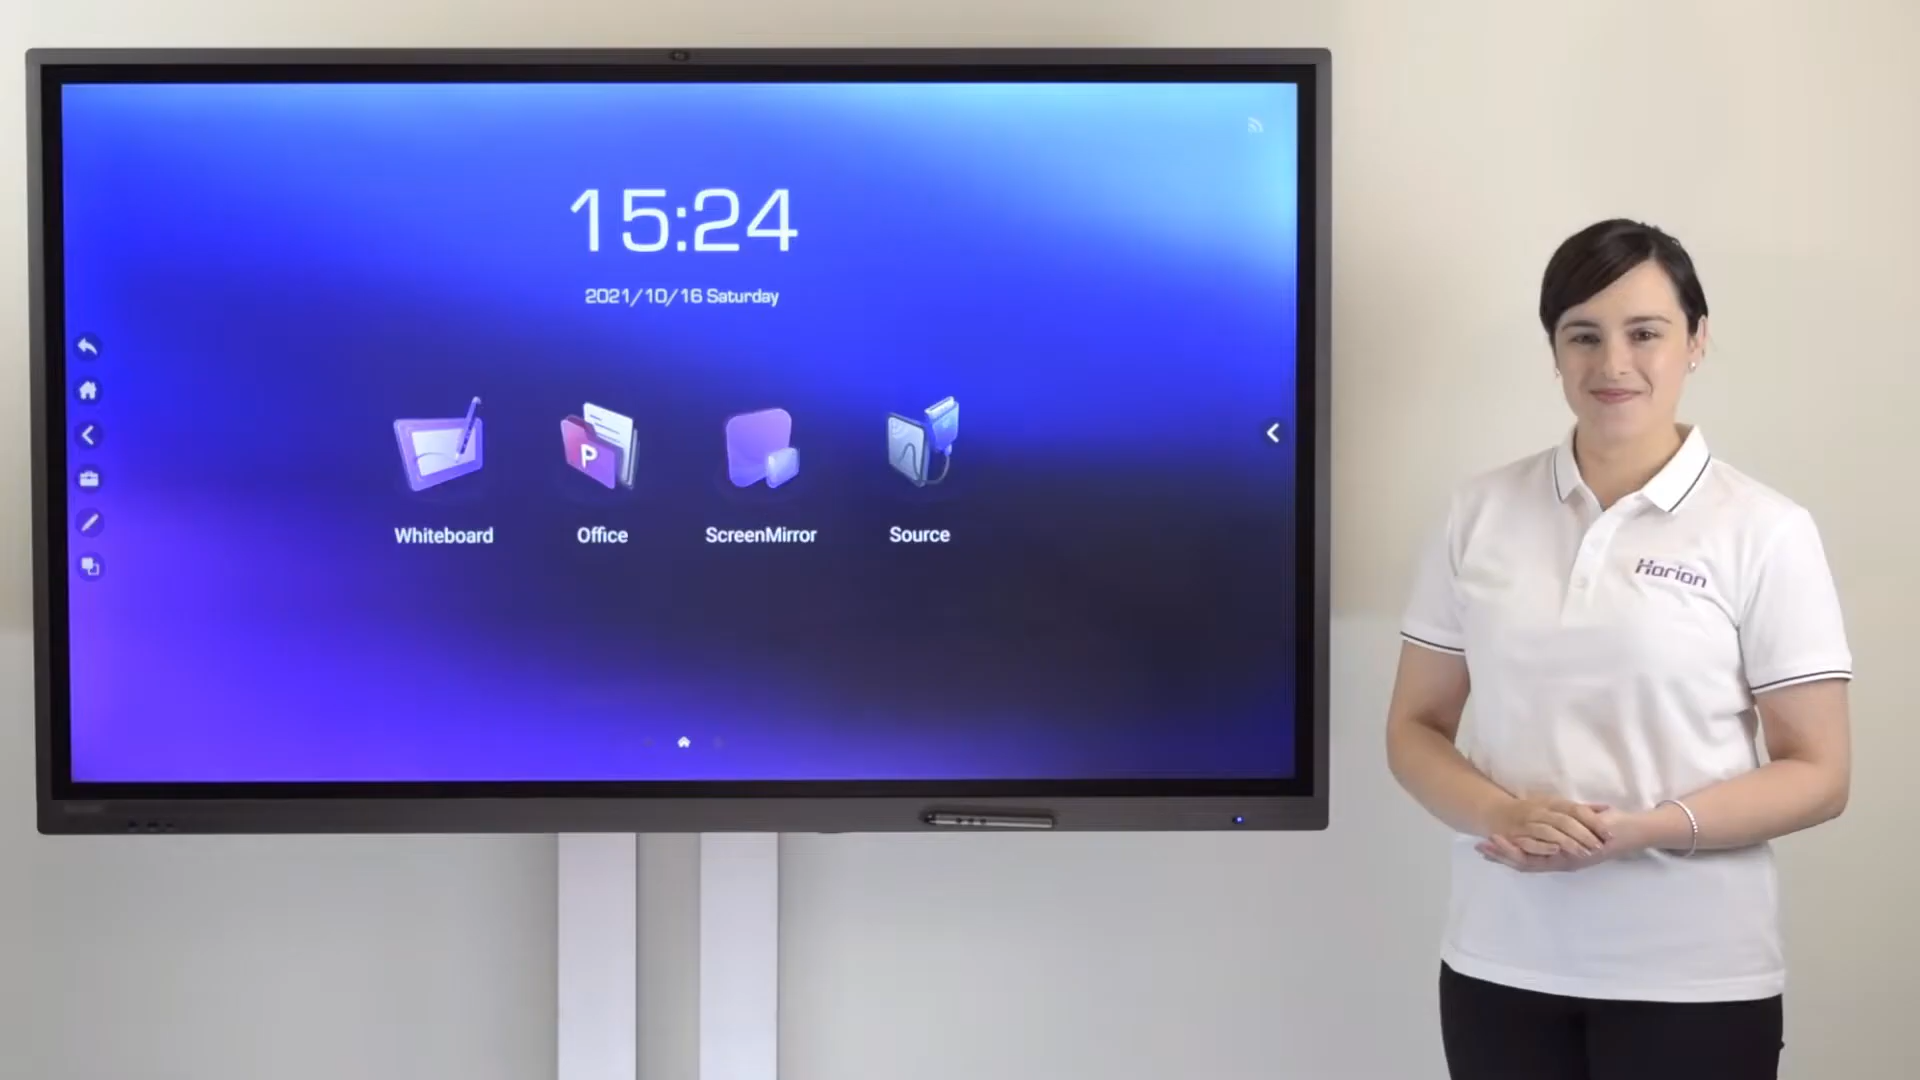 15:24
2021/10/16 Saturday
P
Whiteboard
Office
ScreenMirror
Source
Horion